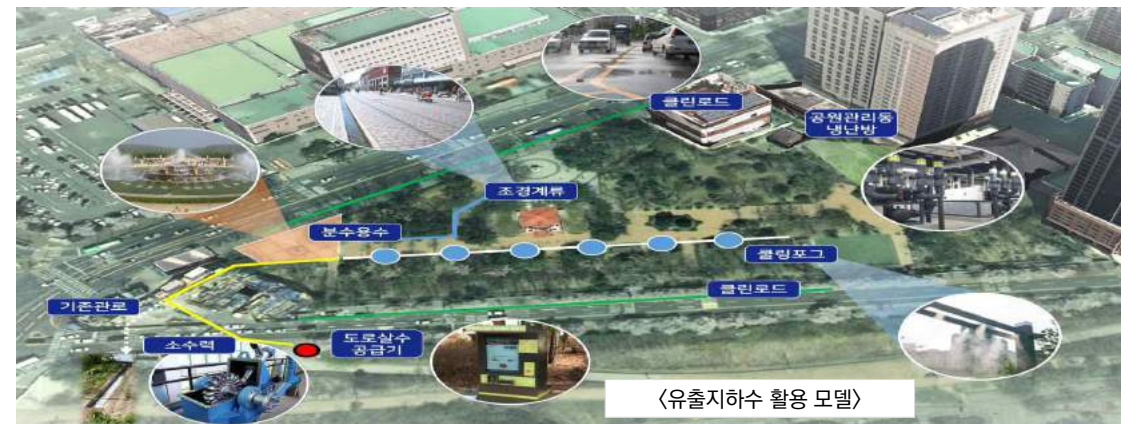 클린로드
공원관리동
냉난방
조경계류
분수용수
쿨링포그
클린로드
기존관로
소수력
도로살수
공급기
〈유출지하수 활용 모델〉